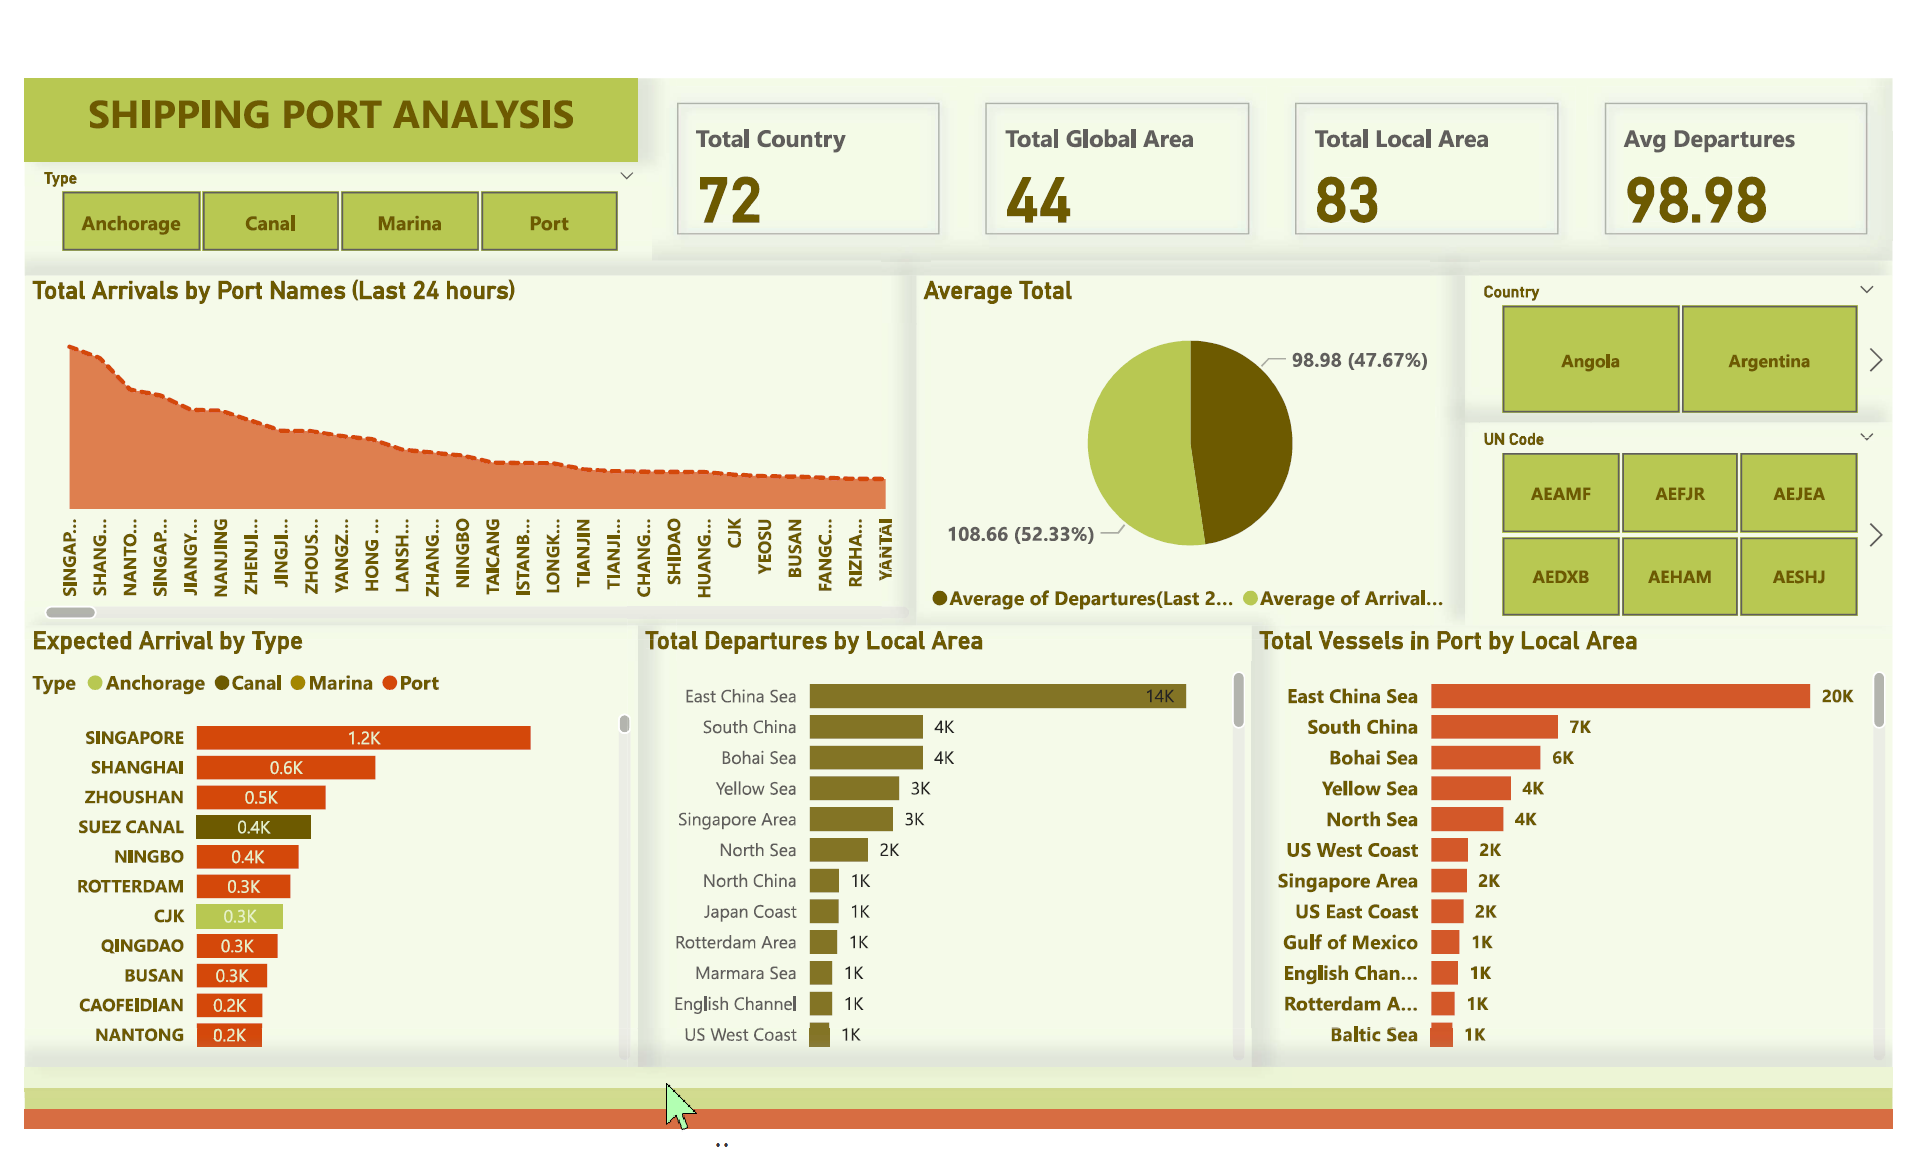 SHIPPING PORT ANALYSIS
Type
Anchorage Canal Marina Port
Total Country
72
Total Global Area
44
Total Local Area
83
Avg Departures
98.98
Total Arrivals by Port Names (Last 24 hours)
SINGAP...
SHANG...
NANTO...
SINGAP...
JIANGY...
NANJING
ZHENJI...
JINGJI...
ZHOUS...
YANGZ...
HONG ...
LANSH...
ZHANG...
NINGBO
TAICANG
ISTANB...
LONGK...
TIANJIN
TIANJI...
CHANG...
SHIDAO
HUANG...
CJK
YEOSU
BUSAN
FANGC...
RIZHA...
YANTAI
Average Total
98.98 (47.67%)
108.66 (52.33%)
Average of Departures(Last 2... Average of Arrival...
Country
Angola Argentina
UN Code
AEAMF AEFJR AEJEA
AEDXB AEHAM AESHJ
Expected Arrival by Type
Type Anchorage Canal Marina Port
SINGAPORE 1.2K
SHANGHAI 0.6K
ZHOUSHAN 0.5K
SUEZ CANAL 0.4K
NINGBO 0.4K
ROTTERDAM 0.3K
CJK 0.3K
QINGDAO 0.3K
BUSAN 0.3K
CAOFEIDIAN 0.2K
NANTONG 0.2K
Total Departures by Local Area
East China Sea 14K
South China 4K
Bohai Sea 4K
Yellow Sea 3K
Singapore Area 3K
North Sea 2K
North China 1K
Japan Coast 1K
Rotterdam Area 1K
Marmara Sea 1K
English Channel 1K
US West Coast 1K
Total Vessels in Port by Local Area
East China Sea 20K
South China 7K
Bohai Sea 6K
Yellow Sea 4K
North Sea 4K
US West Coast 2K
Singapore Area 2K
US East Coast 2K
Gulf of Mexico 1K
English Chan... 1K
Rotterdam A... 1K
Baltic Sea 1K